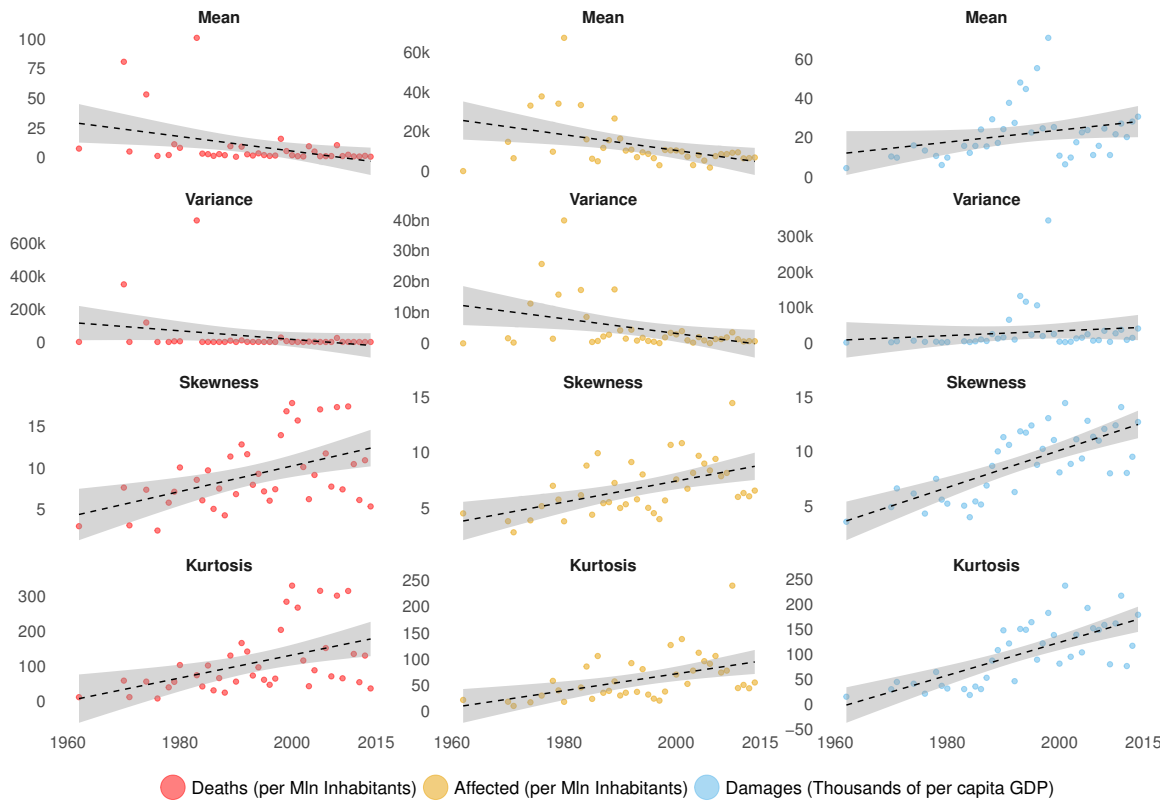 Mean Mean Mean
100
75
50
25
0
60k
40k
20k
0
60
40
20
0
Variance Variance Variance
600k
400k
200k
0
40bn
30bn
20bn
10bn
0
300k
200k
100k
0
Skewness Skewness Skewness
15
10
5
15
10
5
15
10
5
Kurtosis Kurtosis Kurtosis
300
200
100
0
250
200
150
100
50
0
250
200
150
100
50
0
−50
1960 1980 2000 2015 1960 1980 2000 2015 1960 1980 2000 2015
Deaths (per Mln Inhabitants) Affected (per Mln Inhabitants) Damages (Thousands of per capita GDP)